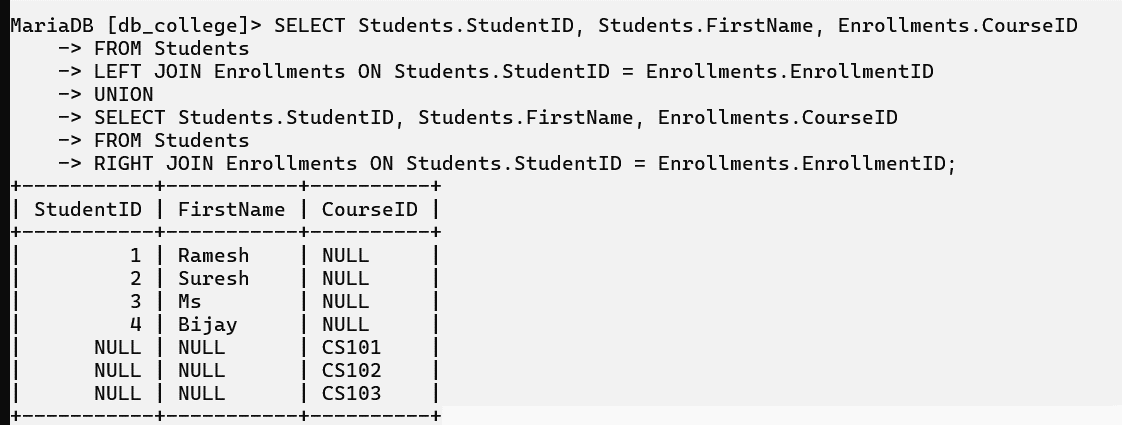 MariaDB [db_college]> SELECT Students.StudentID, Students.FirstName, Enrollments.CourseID
    -> FROM Students
    -> LEFT JOIN Enrollments ON Students.StudentID = Enrollments.EnrollmentID
    -> UNION
    -> SELECT Students.StudentID, Students.FirstName, Enrollments.CourseID
    -> FROM Students
    -> RIGHT JOIN Enrollments ON Students.StudentID = Enrollments.EnrollmentID;
+-----------+-----------+----------+
| StudentID | FirstName | CourseID |
+-----------+-----------+----------+
|         1 | Ramesh    | NULL     |
|         2 | Suresh    | NULL     |
|         3 | Ms        | NULL     |
|         4 | Bijay     | NULL     |
|      NULL | NULL      | CS101    |
|      NULL | NULL      | CS102    |
|      NULL | NULL      | CS103    |
+-----------+-----------+----------+